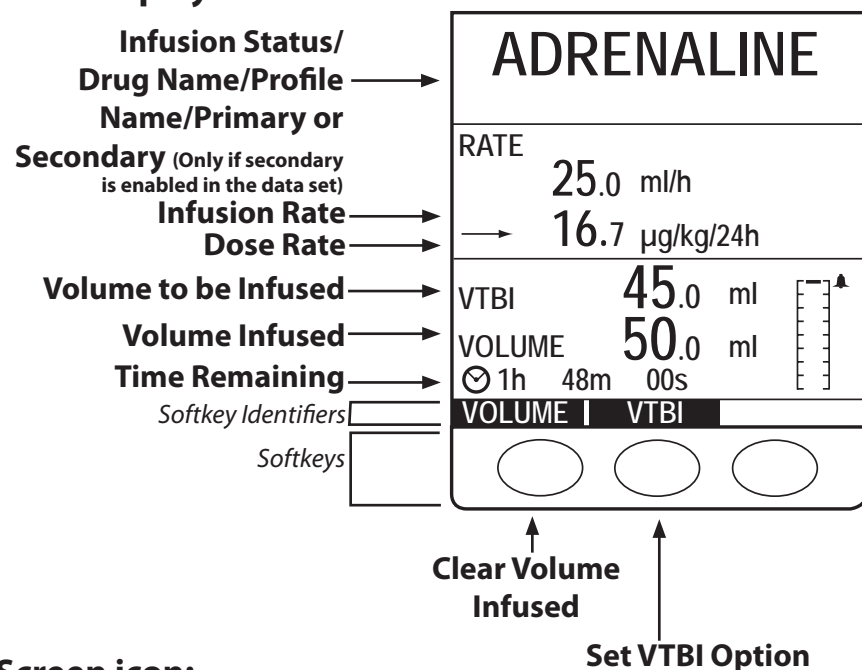 Infusion Status/
Drug Name/Profile
Name/Primary or
Secondary (Only if secondary
is enabled in the data set)
Infusion Rate
Dose Rate
Volume to be Infused
Volume Infused
Time Remaining
Softkey Identifiers
Softkeys
ADRENALINE
RATE
25.0 ml/h
16.7 µg/kg/24h
VTBI 45.0 ml
VOLUME 50.0 ml
1h 48m 00s
VOLUME VTBI
Clear Volume
Infused
Set VTBI Option